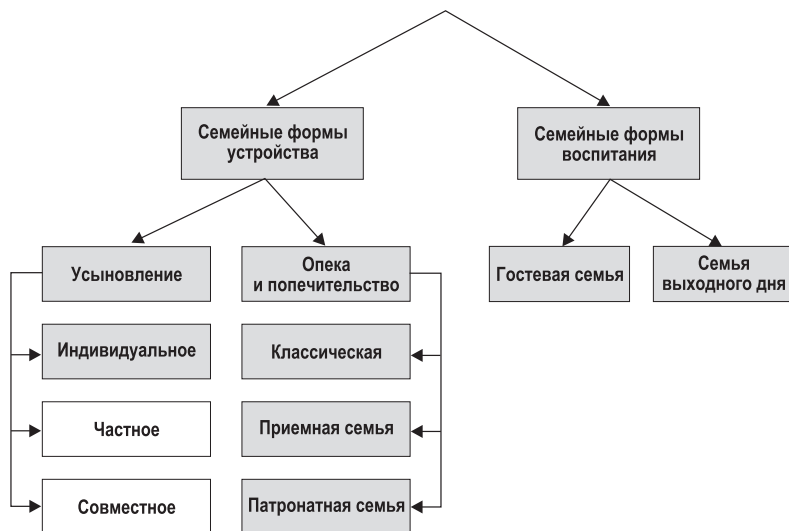 Семейные формы
устройства
Семейные формы
воспитания
Усыновление
Опека
и попечительство
Гостевая семья
Семья
выходного дня
Индивидуальное
Классическая
Частное
Приемная семья
Совместное
Патронатная семья